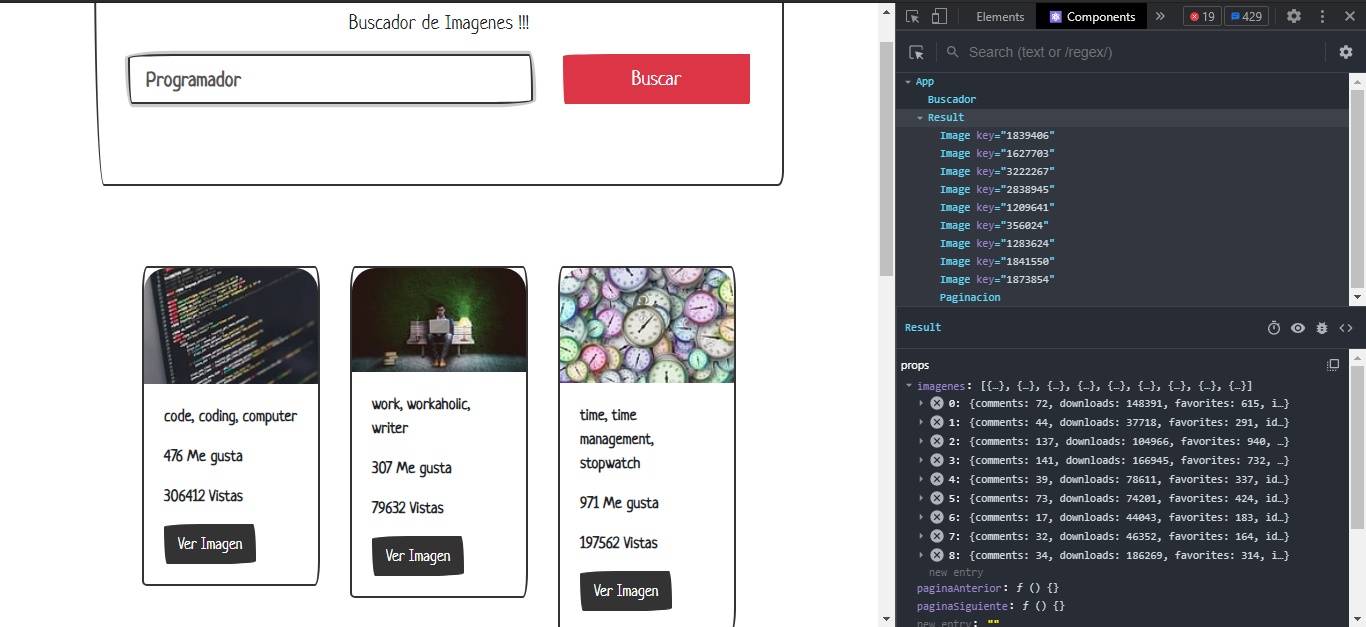 Buscador de Imagenes !!!
Programador
Buscar
code, coding, computer
476 Me gusta
306412 Vistas
Ver Imagen
work, workaholic,
writer
307 Me gusta
79632 Vistas
Ver Imagen
time, time
management,
stopwatch
971 Me gusta
197562 Vistas
Ver Imagen
Elements
Components
19
429
Search (text or /regex/)
App
Buscador
Result
Image key="1839406"
Image key="1627703"
Image key="3222267"
Image key="2838945"
Image key="1209641"
Image key="356024"
Image key="1283624"
Image key="1841550"
Image key="1873854"
Paginacion
Result
props
imagenes: [{…}, {…}, {…}, {…}, {…}, {…}, {…}, {…}, {…}]
0: {comments: 72, downloads: 148391, favorites: 615, i…}
1: {comments: 44, downloads: 37718, favorites: 291, id…}
2: {comments: 137, downloads: 104966, favorites: 940, …}
3: {comments: 141, downloads: 166945, favorites: 732, …}
4: {comments: 39, downloads: 78611, favorites: 337, id…}
5: {comments: 73, downloads: 74201, favorites: 424, id…}
6: {comments: 17, downloads: 44043, favorites: 183, id…}
7: {comments: 32, downloads: 46352, favorites: 164, id…}
8: {comments: 34, downloads: 186269, favorites: 314, i…}
new entry
paginaAnterior: ƒ () {}
paginaSiguiente: ƒ () {}
new entry: ""